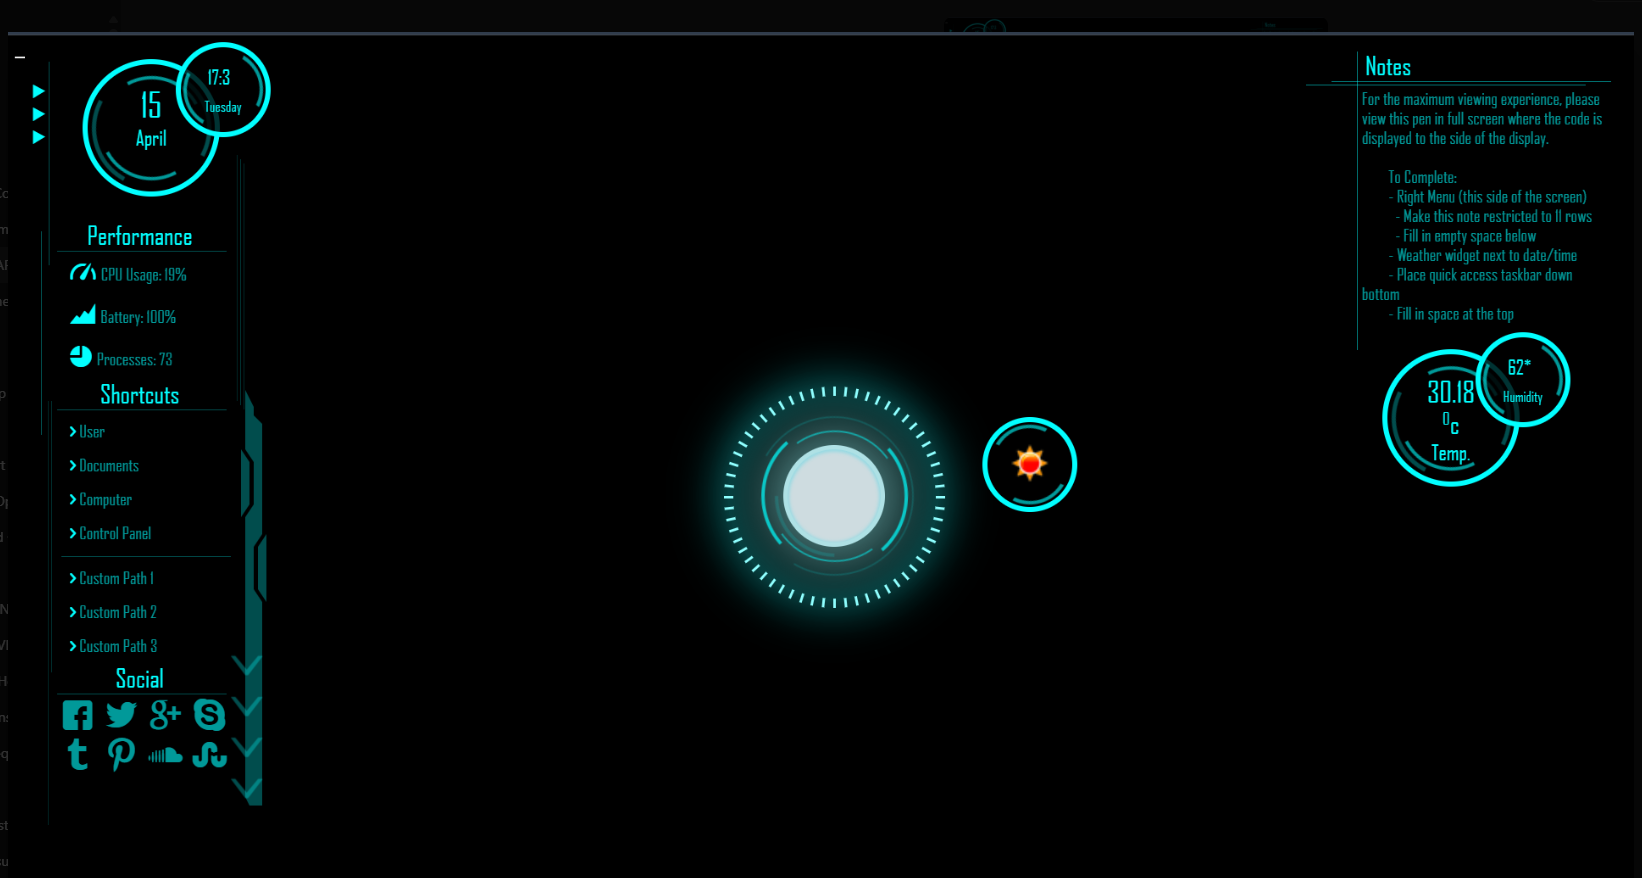 17:3
Tuesday
15
April
Performance
CPU Usage: 19%
Battery: 100%
Processes: 73
Shortcuts
User
Documents
Computer
Control Panel
Custom Path 1
Custom Path 2
Custom Path 3
Social
Notes
For the maximum viewing experience, please
view this pen in full screen where the code is
displayed to the side of the display.
To Complete:
- Right Menu (this side of the screen)
- Make this note restricted to 11 rows
- Fill in empty space below
- Weather widget next to date/time
- Place quick access taskbar down
bottom
- Fill in space at the top
62*
Humidity
30.18
0c
Temp.